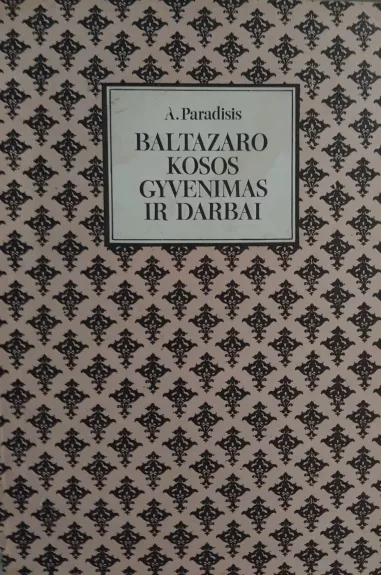 A. Paradisis
BALTAZARO
KOSOS
GYVENIMAS
IR DARBAI